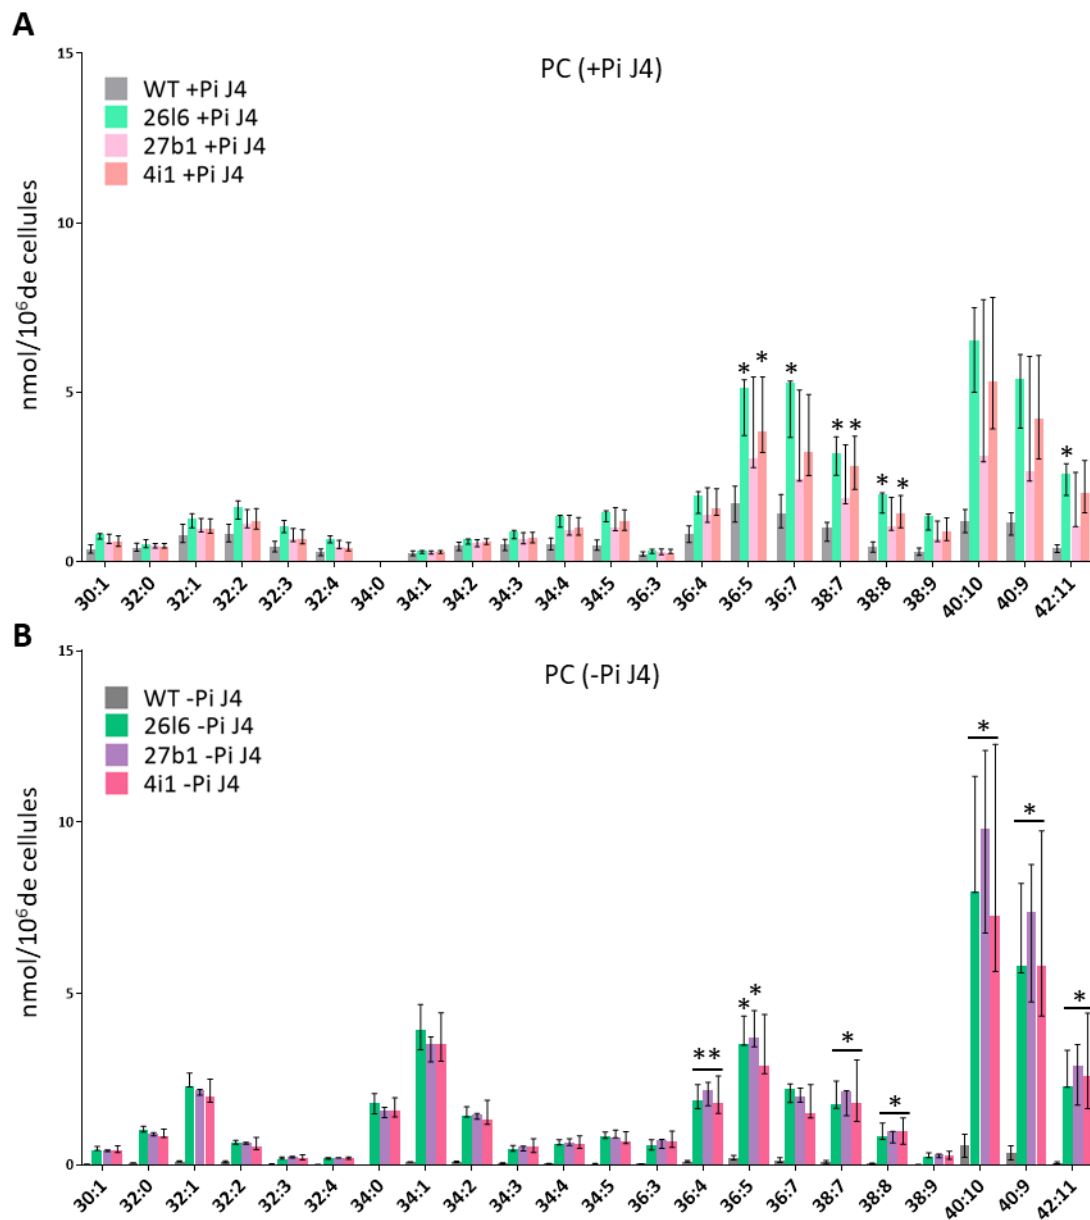 A
PC (+Pi J4)
15
10
5
0
nmol/10⁶de cellules
WT +Pi J4
26l6 +Pi J4
27b1 +Pi J4
4i1 +Pi J4
* * * * * * * *
30:1 32:0 32:1 32:2 32:3 32:4 34:0 34:1 34:2 34:3 34:4 34:5 36:3 36:4 36:5 36:7 38:7 38:8 38:9 40:10 40:9 42:11
B
PC (-Pi J4)
15
10
5
0
nmol/10⁶de cellules
WT -Pi J4
26l6 -Pi J4
27b1 -Pi J4
4i1 -Pi J4
** * * * * * * *
30:1 32:0 32:1 32:2 32:3 32:4 34:0 34:1 34:2 34:3 34:4 34:5 36:3 36:4 36:5 36:7 38:7 38:8 38:9 40:10 40:9 42:11